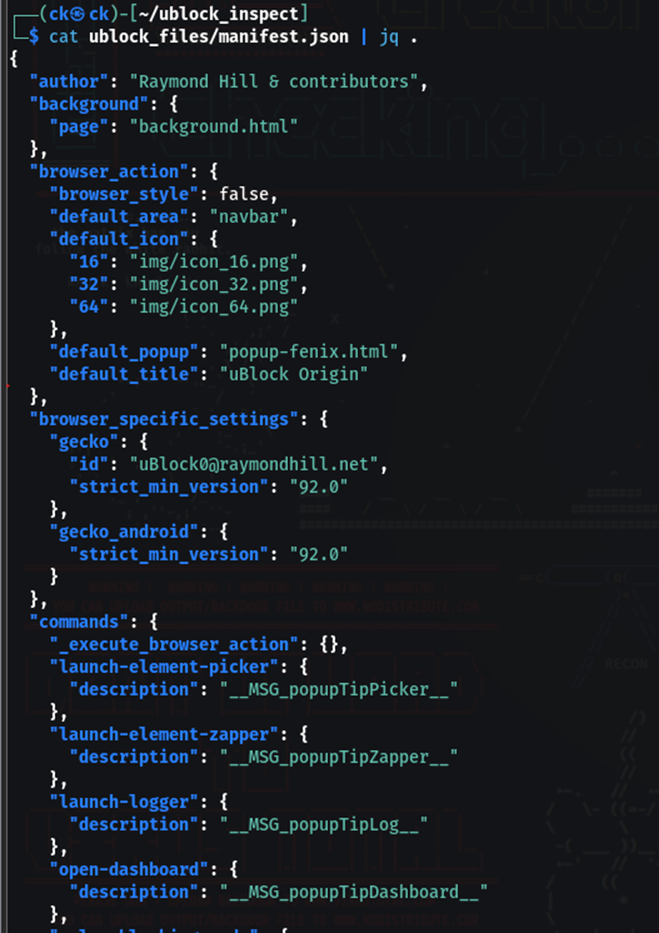 ┌──(ck㉿ck)-[~/ublock_inspect]
└─$ cat ublock_files/manifest.json | jq .
{
  "author": "Raymond Hill & contributors",
  "background": {
    "page": "background.html"
  },
  "browser_action": {
    "browser_style": false,
    "default_area": "navbar",
    "default_icon": {
      "16": "img/icon_16.png",
      "32": "img/icon_32.png",
      "64": "img/icon_64.png"
    },
    "default_popup": "popup-fenix.html",
    "default_title": "uBlock Origin"
  },
  "browser_specific_settings": {
    "gecko": {
      "id": "uBlock0@raymondhill.net",
      "strict_min_version": "92.0"
    },
    "gecko_android": {
      "strict_min_version": "92.0"
    }
  },
  "commands": {
    "_execute_browser_action": {},
    "launch-element-picker": {
      "description": "__MSG_popupTipPicker__"
    },
    "launch-element-zapper": {
      "description": "__MSG_popupTipZapper__"
    },
    "launch-logger": {
      "description": "__MSG_popupTipLog__"
    },
    "open-dashboard": {
      "description": "__MSG_popupTipDashboard__"
    },
RECON